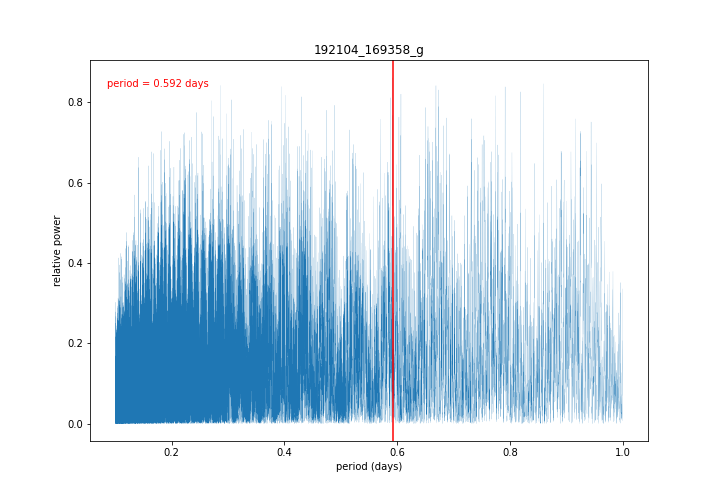 192104_169358_g
period = 0.592 days
relative power
0.8
0.6
0.4
0.2
0.0
0.2 0.4 0.6 0.8 1.0
period (days)